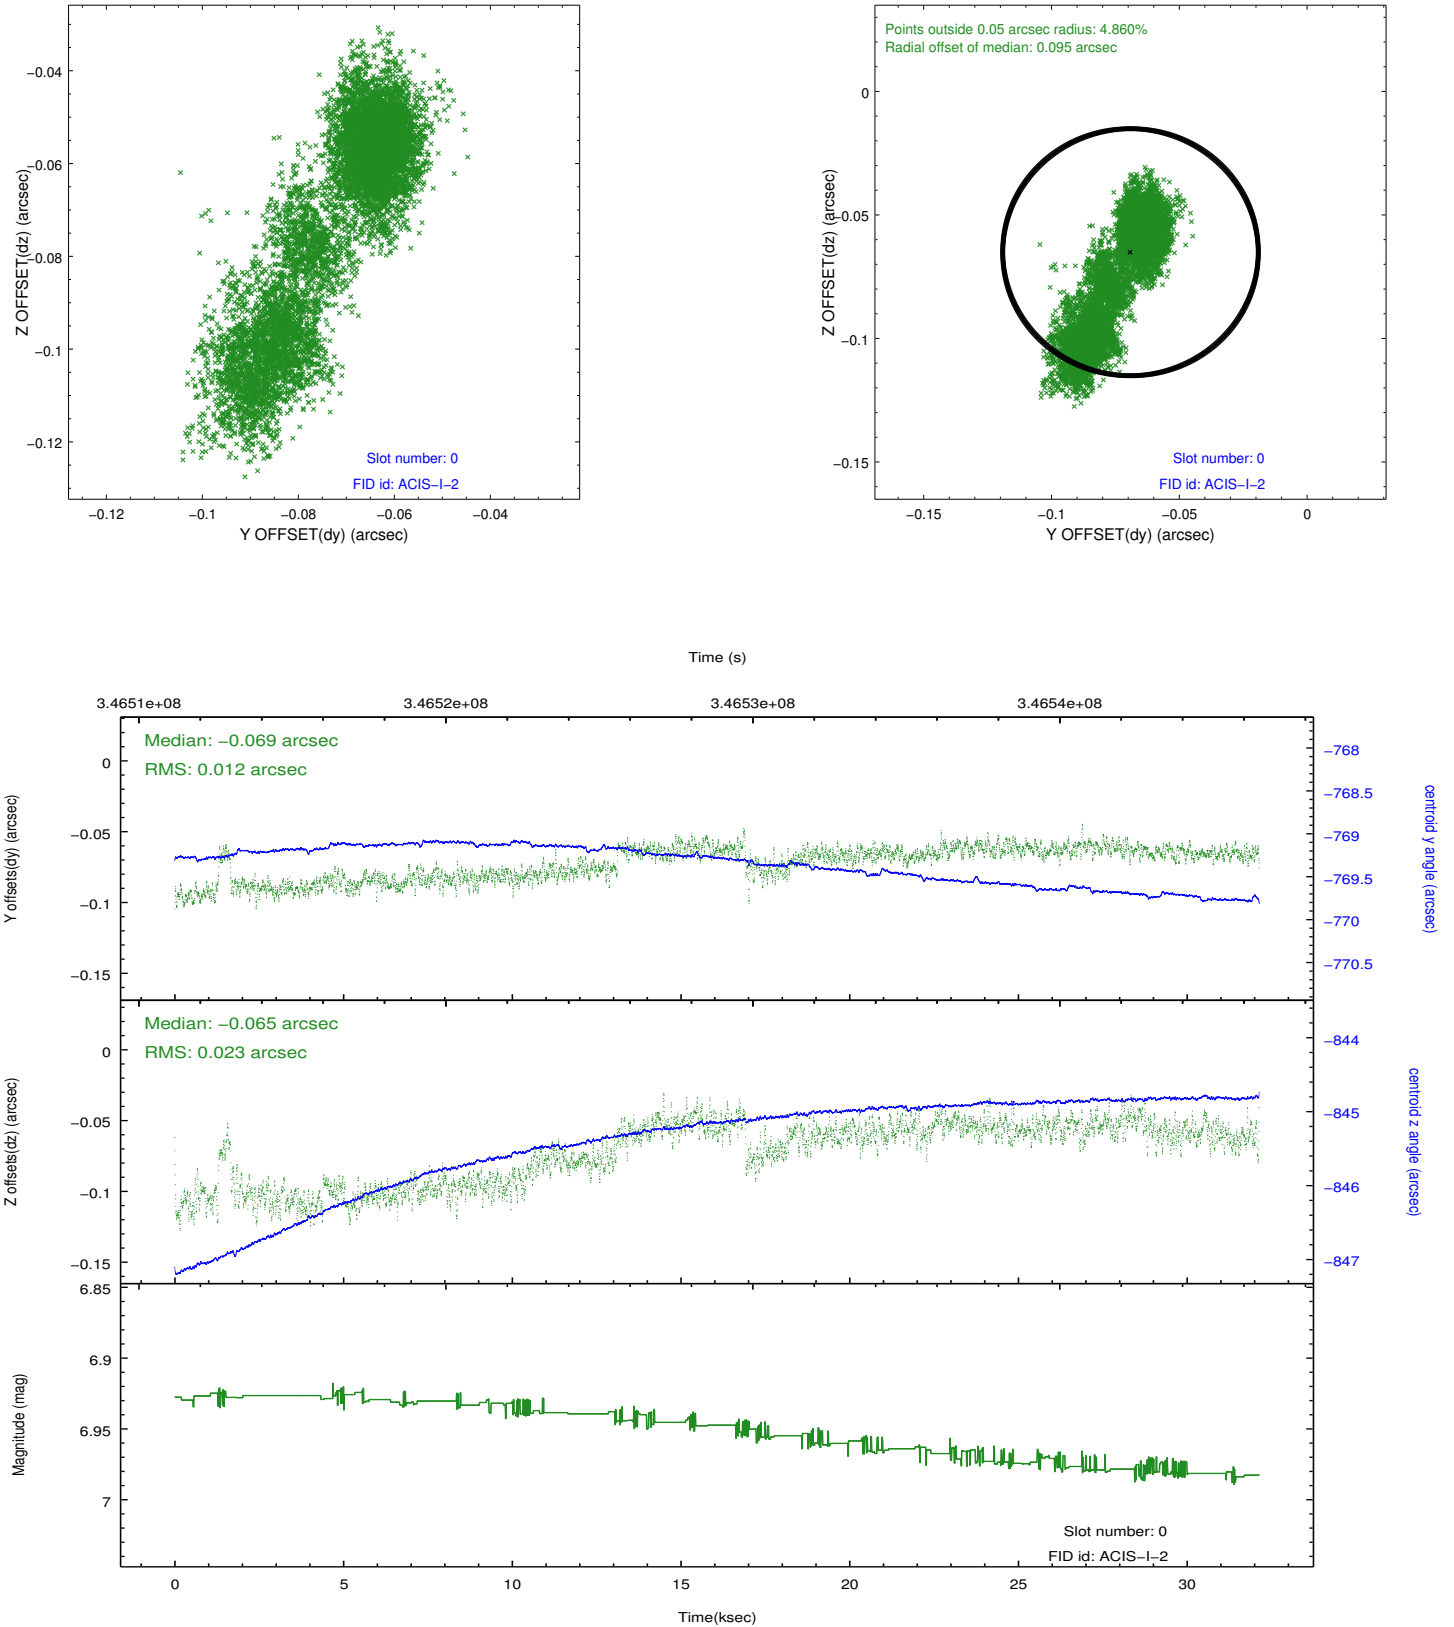 −0.04
−0.06
−0.08
−0.1
−0.12
Z OFFSET(dz) (arcsec)
Slot number: 0
FID id: ACIS−I−2
−0.12
−0.1
−0.08
−0.06
−0.04
Y OFFSET(dy) (arcsec)
Points outside 0.05 arcsec radius: 4.860%
Radial offset of median: 0.095 arcsec
0
−0.05
−0.1
−0.15
Z OFFSET(dz) (arcsec)
Slot number: 0
FID id: ACIS−I−2
−0.15
−0.1
−0.05
0
Y OFFSET(dy) (arcsec)
Time (s)
3.4651e+08
3.4652e+08
3.4653e+08
3.4654e+08
Median: −0.069 arcsec
RMS: 0.012 arcsec
0
−0.05
−0.1
−0.15
Y offsets(dy) (arcsec)
−768
−768.5
−769
−769.5
−770
−770.5
centroid y angle (arcsec)
Median: −0.065 arcsec
RMS: 0.023 arcsec
0
−0.05
−0.1
−0.15
Z offsets(dz) (arcsec)
−844
−845
−846
−847
centroid z angle (arcsec)
6.85
6.9
6.95
7
Magnitude (mag)
Slot number: 0
FID id: ACIS−I−2
0
5
10
15
20
25
30
Time(ksec)